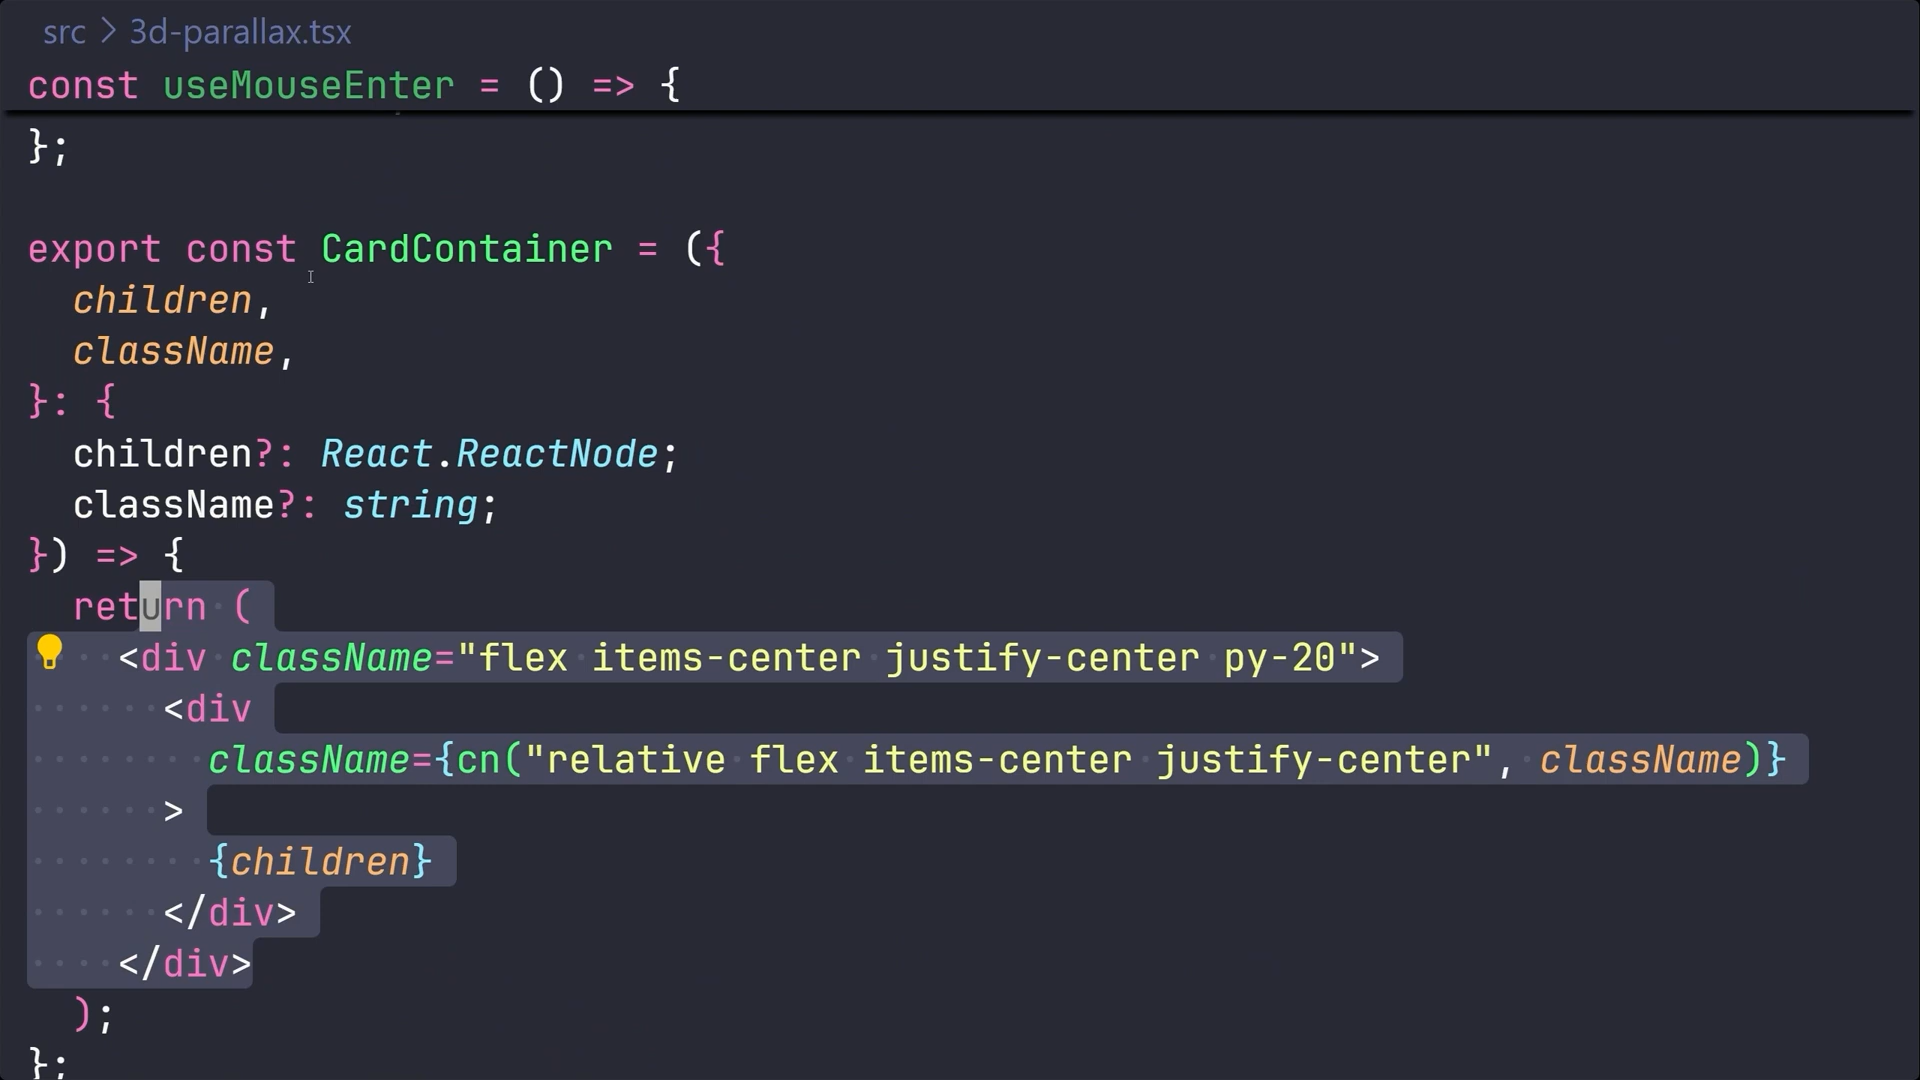 src > 3d-parallax.tsx
const useMouseEnter = () => {
};
export const CardContainer = ({
  children,
  className,
}: {
  children?: React.ReactNode;
  className?: string;
}) => {
  return (
    <div className="flex items-center justify-center py-20">
      <div
        className={cn("relative flex items-center justify-center", className)}
      >
        {children}
      </div>
    </div>
  );
};